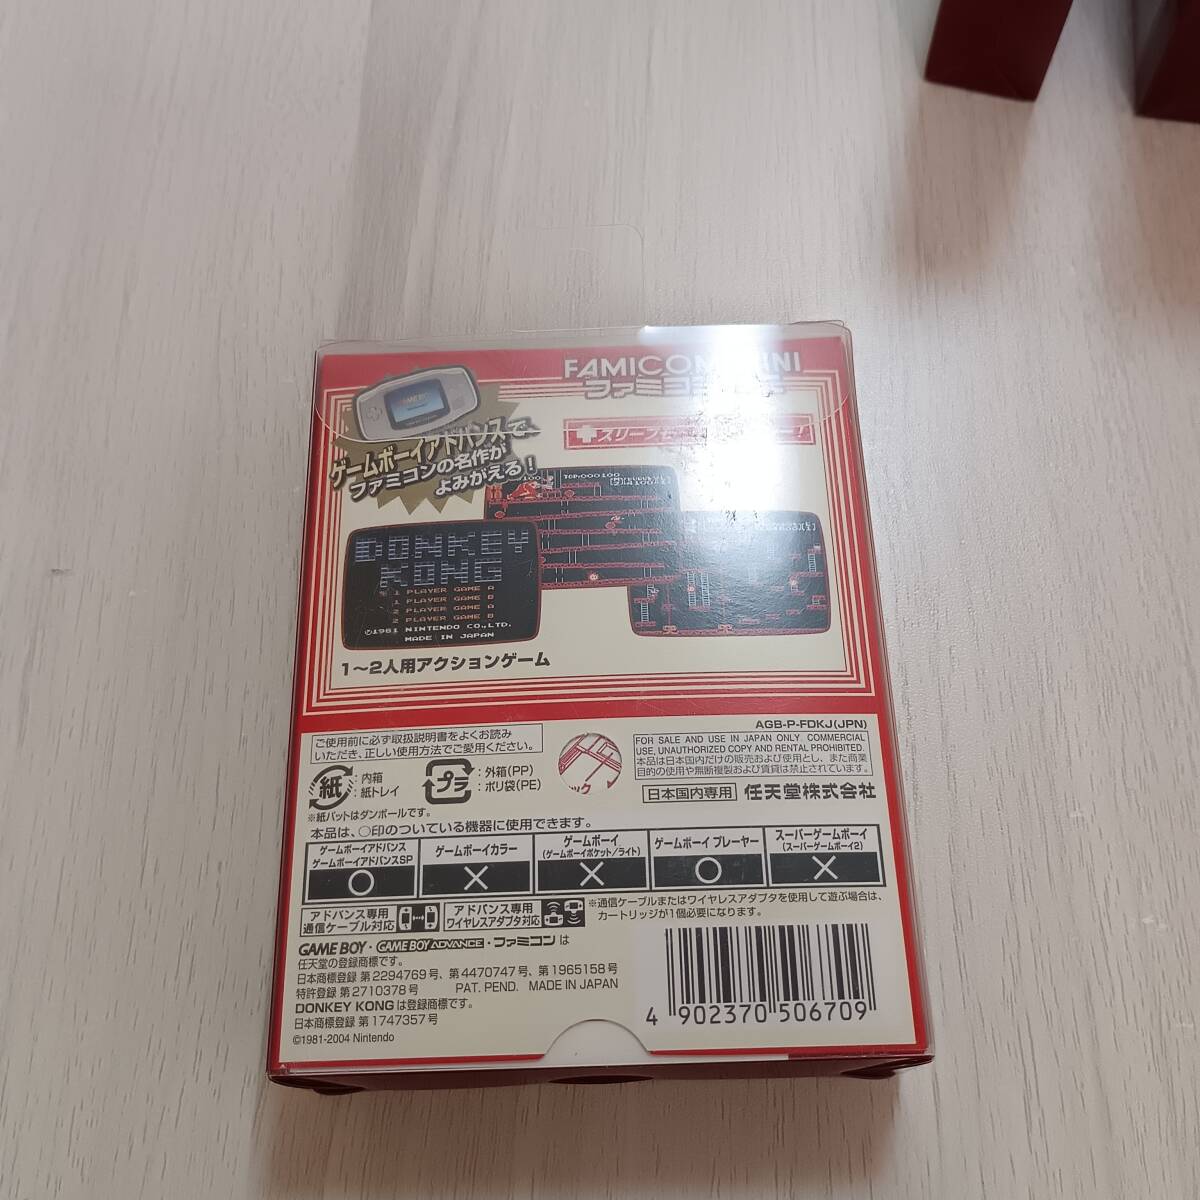 FAMICOM MINI
ファミコンミニ
ゲームボーイアドバンスで、
ファミコンの名作が
よみがえる!
GAME BOY
スリープ
TOP:000100
DONKEY
KONG
1 PLAYER GAME A
1 PLAYER GAME B
2 PLAYER GAME A
2 PLAYER GAME B
©1981 NINTENDO CO.,LTD.
MADE IN JAPAN
1〜2人用アクションゲーム
AGB-P-FDKJ(JPN)
ご使用前に必ず取扱説明書をよくお読み
いただき、正しい使用方法でご愛用ください。
紙 : 内箱
: 紙トレイ
プラ : 外箱(PP)
: ポリ袋(PE)
※紙パットはダンボールです。
ック
FOR SALE AND USE IN JAPAN ONLY. COMMERCIAL
USE, UNAUTHORIZED COPY AND RENTAL PROHIBITED.
本品は日本国内だけの販売および使用とし、また商業
目的の使用や無断複製および賃貸は禁止されています。
日本国内専用 任天堂株式会社
本品は、○印のついている機器に使用できます。
ゲームボーイアドバンス
ゲームボーイアドバンスSP
○
ゲームボーイカラー
×
ゲームボーイ
(ゲームボーイポケット/ライト)
×
ゲームボーイ プレーヤー
○
スーパーゲームボーイ
(スーパーゲームボーイ2)
×
アドバンス専用
通信ケーブル対応
アドバンス専用
ワイヤレスアダプタ対応
※通信ケーブルまたはワイヤレスアダプタを使用して遊ぶ場合は、
カートリッジが1個必要になります。
GAME BOY・GAME BOY ADVANCE・ファミコン は
任天堂の登録商標です。
日本商標登録 第2294769号、第4470747号、第1965158号
特許登録 第2710378号 PAT. PEND. MADE IN JAPAN
DONKEY KONGは登録商標です。
日本商標登録 第1747357号
©1981-2004 Nintendo
4 902370 506709